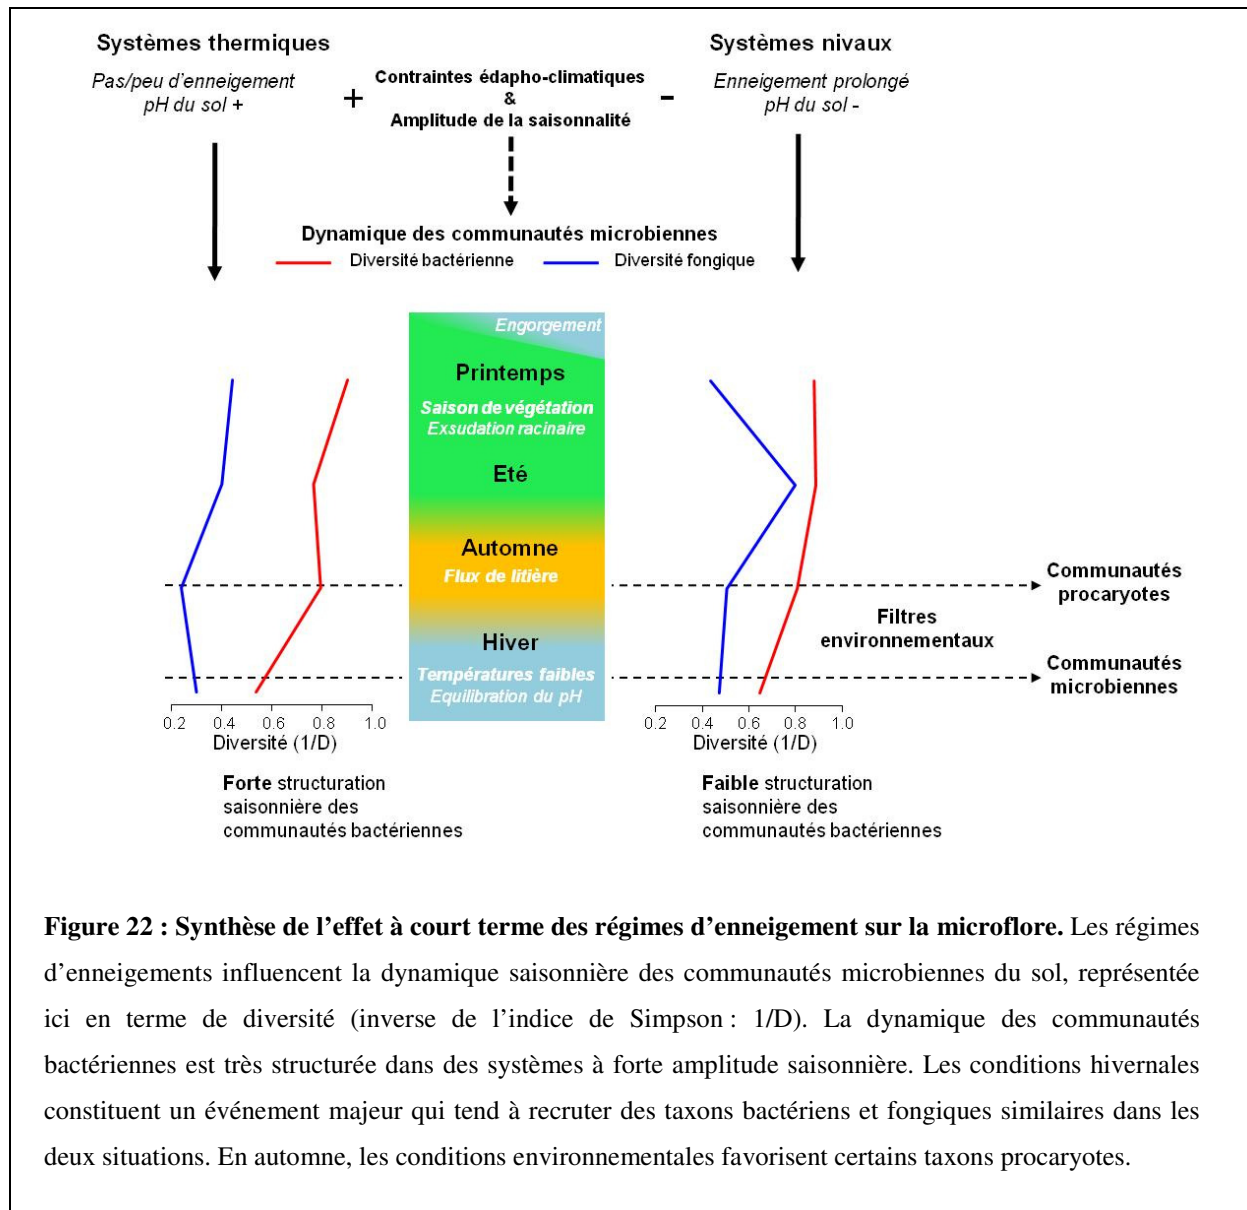 Systèmes thermiques
Pas/peu d'enneigement
pH du sol +
+
Contraintes édapho-climatiques
&
Amplitude de la saisonnalité
-
Systèmes nivaux
Enneigement prolongé
pH du sol -
Dynamique des communautés microbiennes
Diversité bactérienne
Diversité fongique
Engorgement
Printemps
Saison de végétation
Exsudation racinaire
Eté
Automne
Flux de litière
Hiver
Températures faibles
Equilibration du pH
Communautés
procaryotes
Filtres
environnementaux
Communautés
microbiennes
0.2 0.4 0.6 0.8 1.0
Diversité (1/D)
0.2 0.4 0.6 0.8 1.0
Diversité (1/D)
Forte structuration
saisonnière des
communautés bactériennes
Faible structuration
saisonnière des
communautés bactériennes
Figure 22 : Synthèse de l'effet à court terme des régimes d'enneigement sur la microflore. Les régimes
d'enneigements influencent la dynamique saisonnière des communautés microbiennes du sol, représentée
ici en terme de diversité (inverse de l'indice de Simpson : 1/D). La dynamique des communautés
bactériennes est très structurée dans des systèmes à forte amplitude saisonnière. Les conditions hivernales
constituent un événement majeur qui tend à recruter des taxons bactériens et fongiques similaires dans les
deux situations. En automne, les conditions environnementales favorisent certains taxons procaryotes.